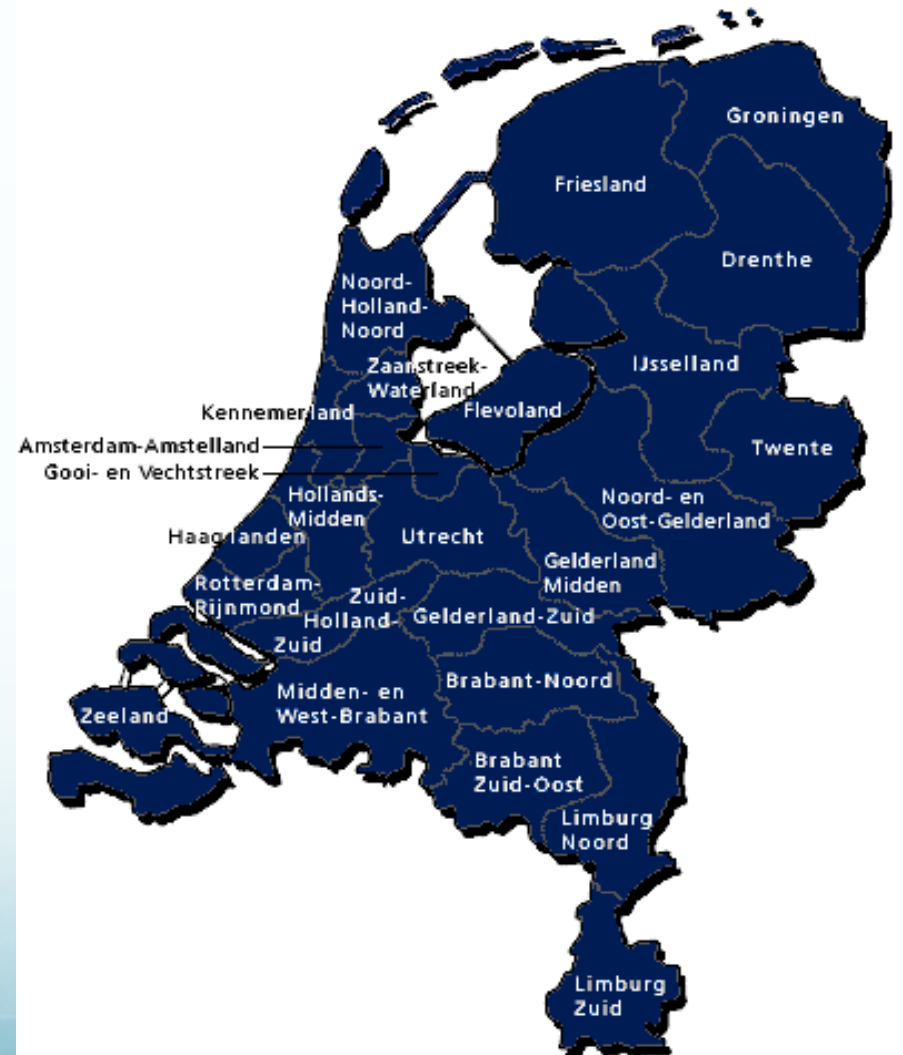 Groningen
Friesland
Drenthe
Noord-
Holland-
Noord
IJsselland
Zaanstreek-
Waterland
Flevoland
Kennemerland
Amsterdam-Amstelland
Twente
Gooi- en Vechtstreek
Hollands-
Midden
Noord- en
Oost-Gelderland
Haaglanden
Utrecht
Gelderland
Midden
Rotterdam-
Rijnmond
Zuid-
Holland-
Zuid
Gelderland-Zuid
Brabant-Noord
Midden- en
West-Brabant
Zeeland
Brabant
Zuid-Oost
Limburg
Noord
Limburg
Zuid